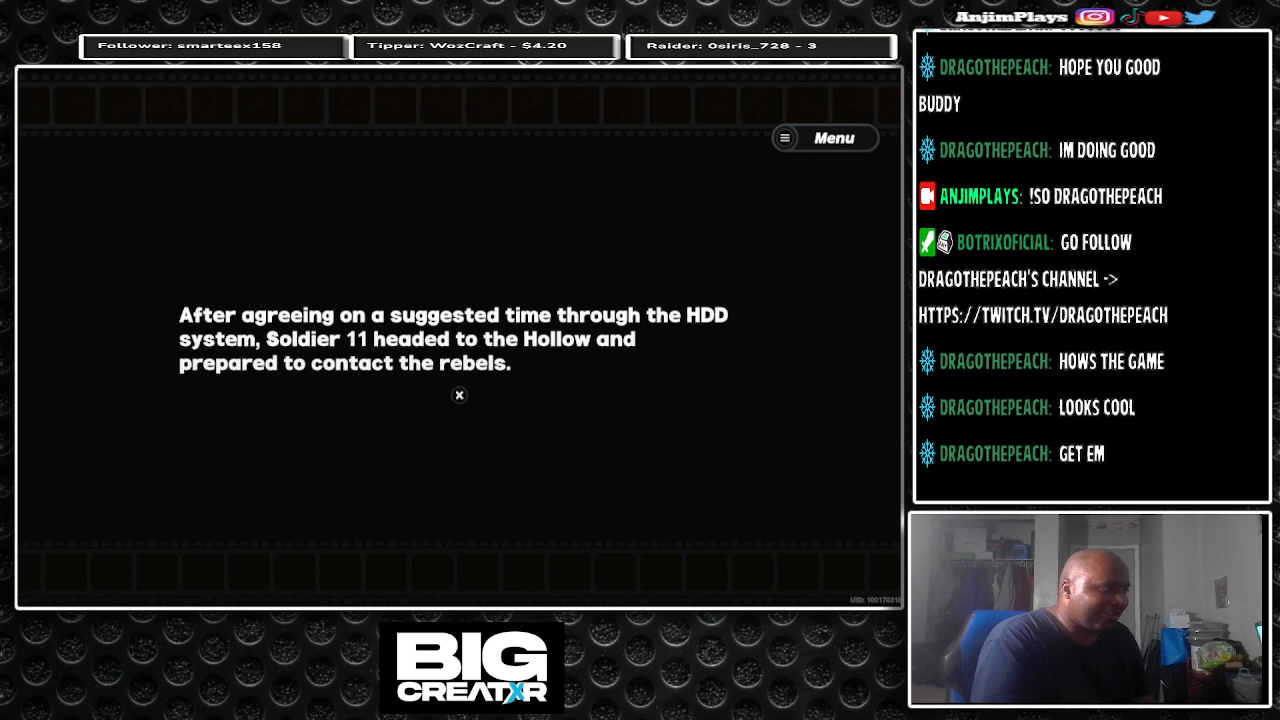 AnjimPlays
Follower: smarteex158
Tipper: WozCraft - $4.20
Raider: Osiris_728 - 3
Menu
After agreeing on a suggested time through the HDD
system, Soldier 11 headed to the Hollow and
prepared to contact the rebels.
BIG
CREATXR
DRAGOTHEPEACH: HOPE YOU GOOD
BUDDY
DRAGOTHEPEACH: IM DOING GOOD
ANJIMPLAYS: !SO DRAGOTHEPEACH
BOTRIXOFICIAL: GO FOLLOW
DRAGOTHEPEACH'S CHANNEL ->
HTTPS://TWITCH.TV/DRAGOTHEPEACH
DRAGOTHEPEACH: HOWS THE GAME
DRAGOTHEPEACH: LOOKS COOL
DRAGOTHEPEACH: GET EM